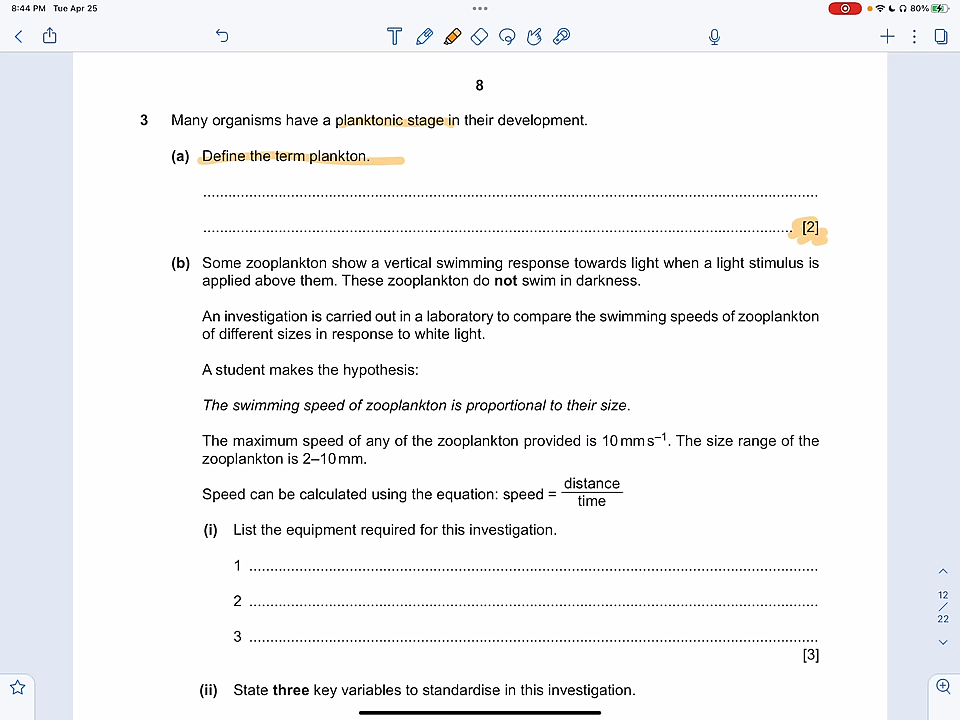 8:44 PM Tue Apr 25
80%
8
3 Many organisms have a planktonic stage in their development.
(a) Define the term plankton.
..........
.......... [2]
(b) Some zooplankton show a vertical swimming response towards light when a light stimulus is
applied above them. These zooplankton do not swim in darkness.
An investigation is carried out in a laboratory to compare the swimming speeds of zooplankton
of different sizes in response to white light.
A student makes the hypothesis:
The swimming speed of zooplankton is proportional to their size.
The maximum speed of any of the zooplankton provided is 10 mm s⁻¹. The size range of the
zooplankton is 2–10 mm.
Speed can be calculated using the equation: speed = distance / time
(i) List the equipment required for this investigation.
1 ..........
2 ..........
3 ..........
[3]
(ii) State three key variables to standardise in this investigation.
12
/
22